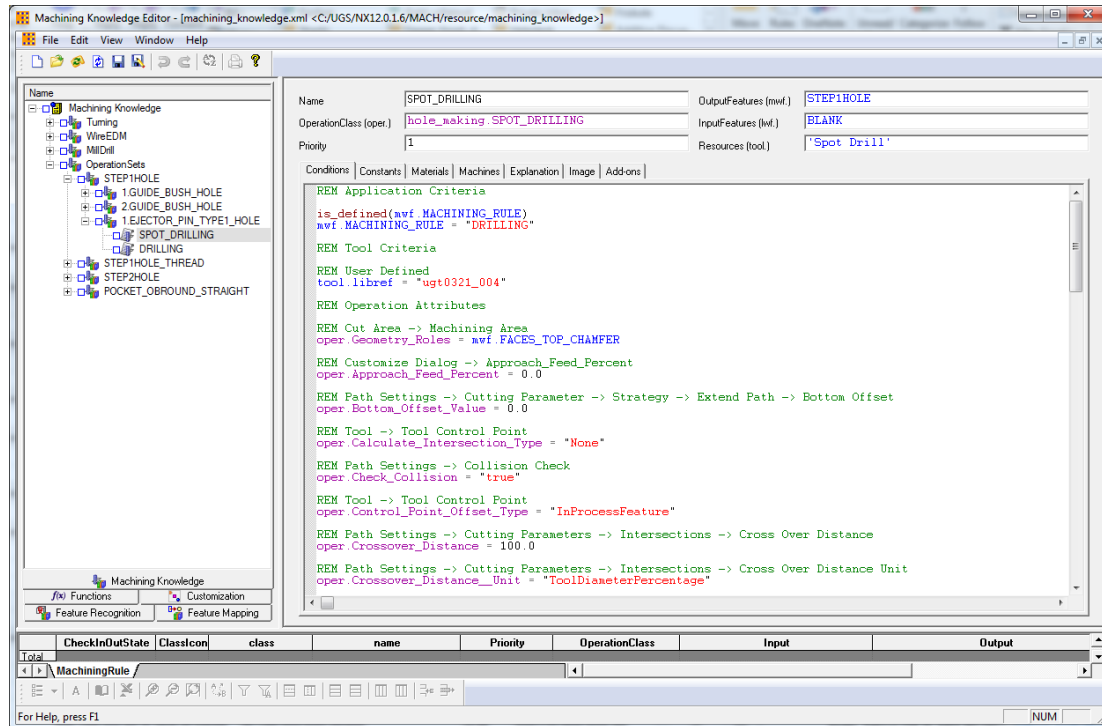 Machining Knowledge Editor - [machining_knowledge.xml <C:/UGS/NX12.0.1.6/MACH/resource/machining_knowledge>]
File Edit View Window Help
Name
Machining Knowledge
Turning
WireEDM
MillDrill
OperationSets
STEP1HOLE
1.GUIDE_BUSH_HOLE
2.GUIDE_BUSH_HOLE
1.EJECTOR_PIN_TYPE1_HOLE
SPOT_DRILLING
DRILLING
STEP1HOLE_THREAD
STEP2HOLE
POCKET_OBROUND_STRAIGHT
Machining Knowledge
f(x) Functions Customization
Feature Recognition Feature Mapping
Name SPOT_DRILLING OutputFeatures (mwf.) STEP1HOLE
OperationClass (oper.) hole_making.SPOT_DRILLING InputFeatures (lwf.) BLANK
Priority 1 Resources (tool.) 'Spot Drill'
Conditions Constants Materials Machines Explanation Image Add-ons
REM Application Criteria
is_defined(mwf.MACHINING_RULE)
mwf.MACHINING_RULE = "DRILLING"
REM Tool Criteria
REM User Defined
tool.libref = "ugt0321_004"
REM Operation Attributes
REM Cut Area -> Machining Area
oper.Geometry_Roles = mwf.FACES_TOP_CHAMFER
REM Customize Dialog -> Approach_Feed_Percent
oper.Approach_Feed_Percent = 0.0
REM Path Settings -> Cutting Parameter -> Strategy -> Extend Path -> Bottom Offset
oper.Bottom_Offset_Value = 0.0
REM Tool -> Tool Control Point
oper.Calculate_Intersection_Type = "None"
REM Path Settings -> Collision Check
oper.Check_Collision = "true"
REM Tool -> Tool Control Point
oper.Control_Point_Offset_Type = "InProcessFeature"
REM Path Settings -> Cutting Parameters -> Intersections -> Cross Over Distance
oper.Crossover_Distance = 100.0
REM Path Settings -> Cutting Parameters -> Intersections -> Cross Over Distance Unit
oper.Crossover_Distance__Unit = "ToolDiameterPercentage"
CheckInOutState ClassIcon class name Priority OperationClass Input Output
Total
MachiningRule
For Help, press F1 NUM